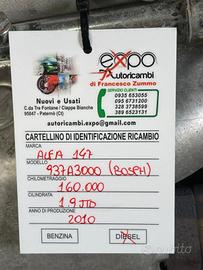 expo
Autoricambi
di Francesco Zummo
SERVIZIO CLIENTI
0935 653055
095 6731200
328 3738599
389 6523131
Nuovi e Usati
C.da Tre Fontane / Ciappe Bianche
95047 - Paternò (Ct)
autoricambi.expo@gmail.com
CARTELLINO DI IDENTIFICAZIONE RICAMBIO
MARCA
ALFA 147
MODELLO
937A3000 (BOSCH)
CHILOMETRAGGIO
160.000
CILINDRATA
1.9 JTD
ANNO DI PRODUZIONE
2010
BENZINA
DIESEL
subito